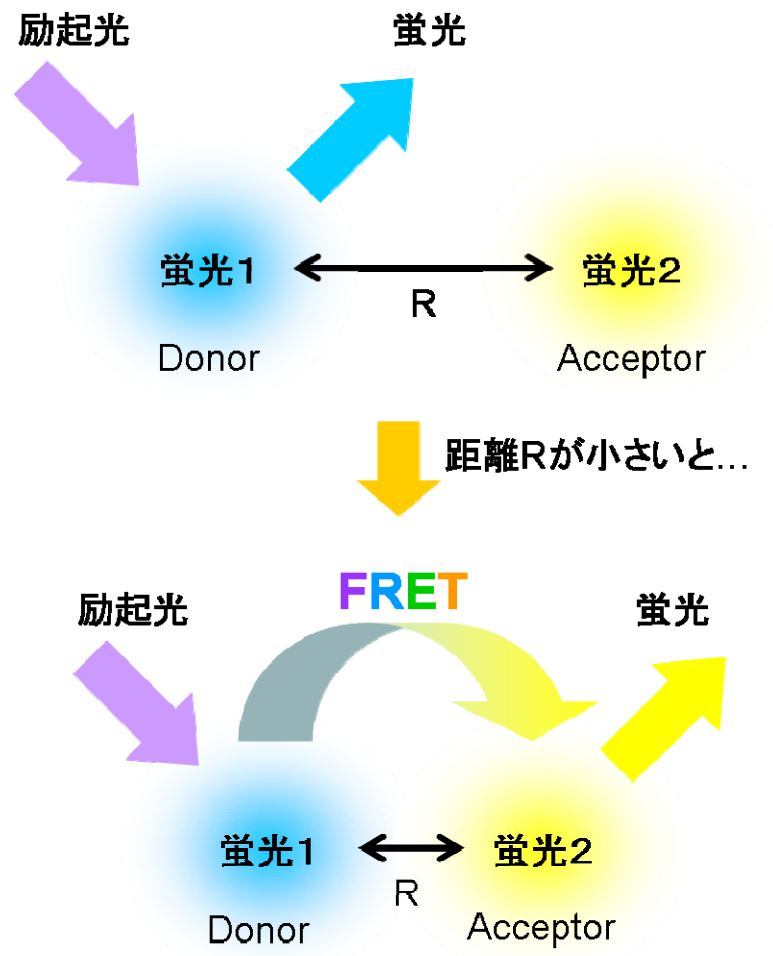 励起光
蛍光
蛍光1
蛍光2
R
Donor
Acceptor
距離Rが小さいと…
FRET
励起光
蛍光
蛍光1
蛍光2
R
Donor
Acceptor